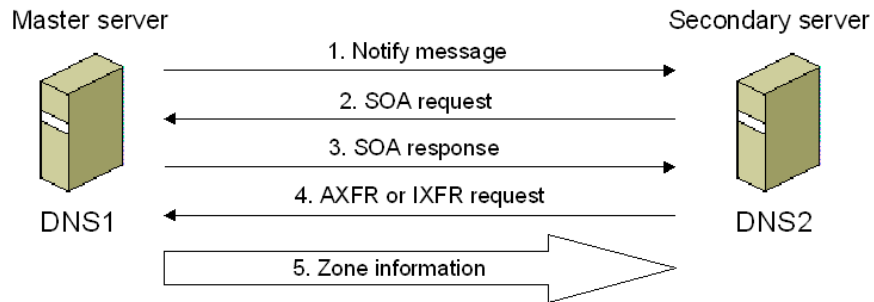 Master server
Secondary server
1. Notify message
2. SOA request
3. SOA response
4. AXFR or IXFR request
DNS1
DNS2
5. Zone information